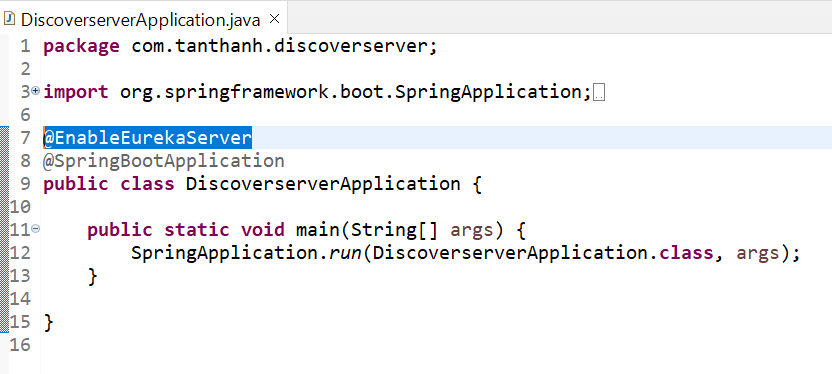 DiscoverserverApplication.java
1 package com.tanthanh.discoverserver;
2
3 import org.springframework.boot.SpringApplication;
6
7 @EnableEurekaServer
8 @SpringBootApplication
9 public class DiscoverserverApplication {
10
11     public static void main(String[] args) {
12         SpringApplication.run(DiscoverserverApplication.class, args);
13     }
14
15 }
16